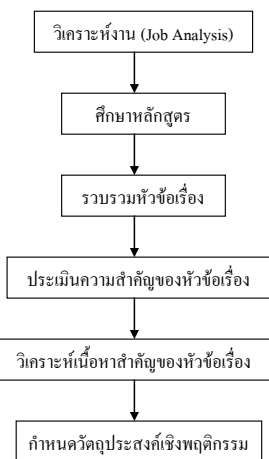 วิเคราะห์งาน (Job Analysis)
ศึกษาหลักสูตร
รวบรวมหัวข้อเรื่อง
ประเมินความสำคัญของหัวข้อเรื่อง
วิเคราะห์เนื้อหาสำคัญของหัวข้อเรื่อง
กำหนดวัตถุประสงค์เชิงพฤติกรรม